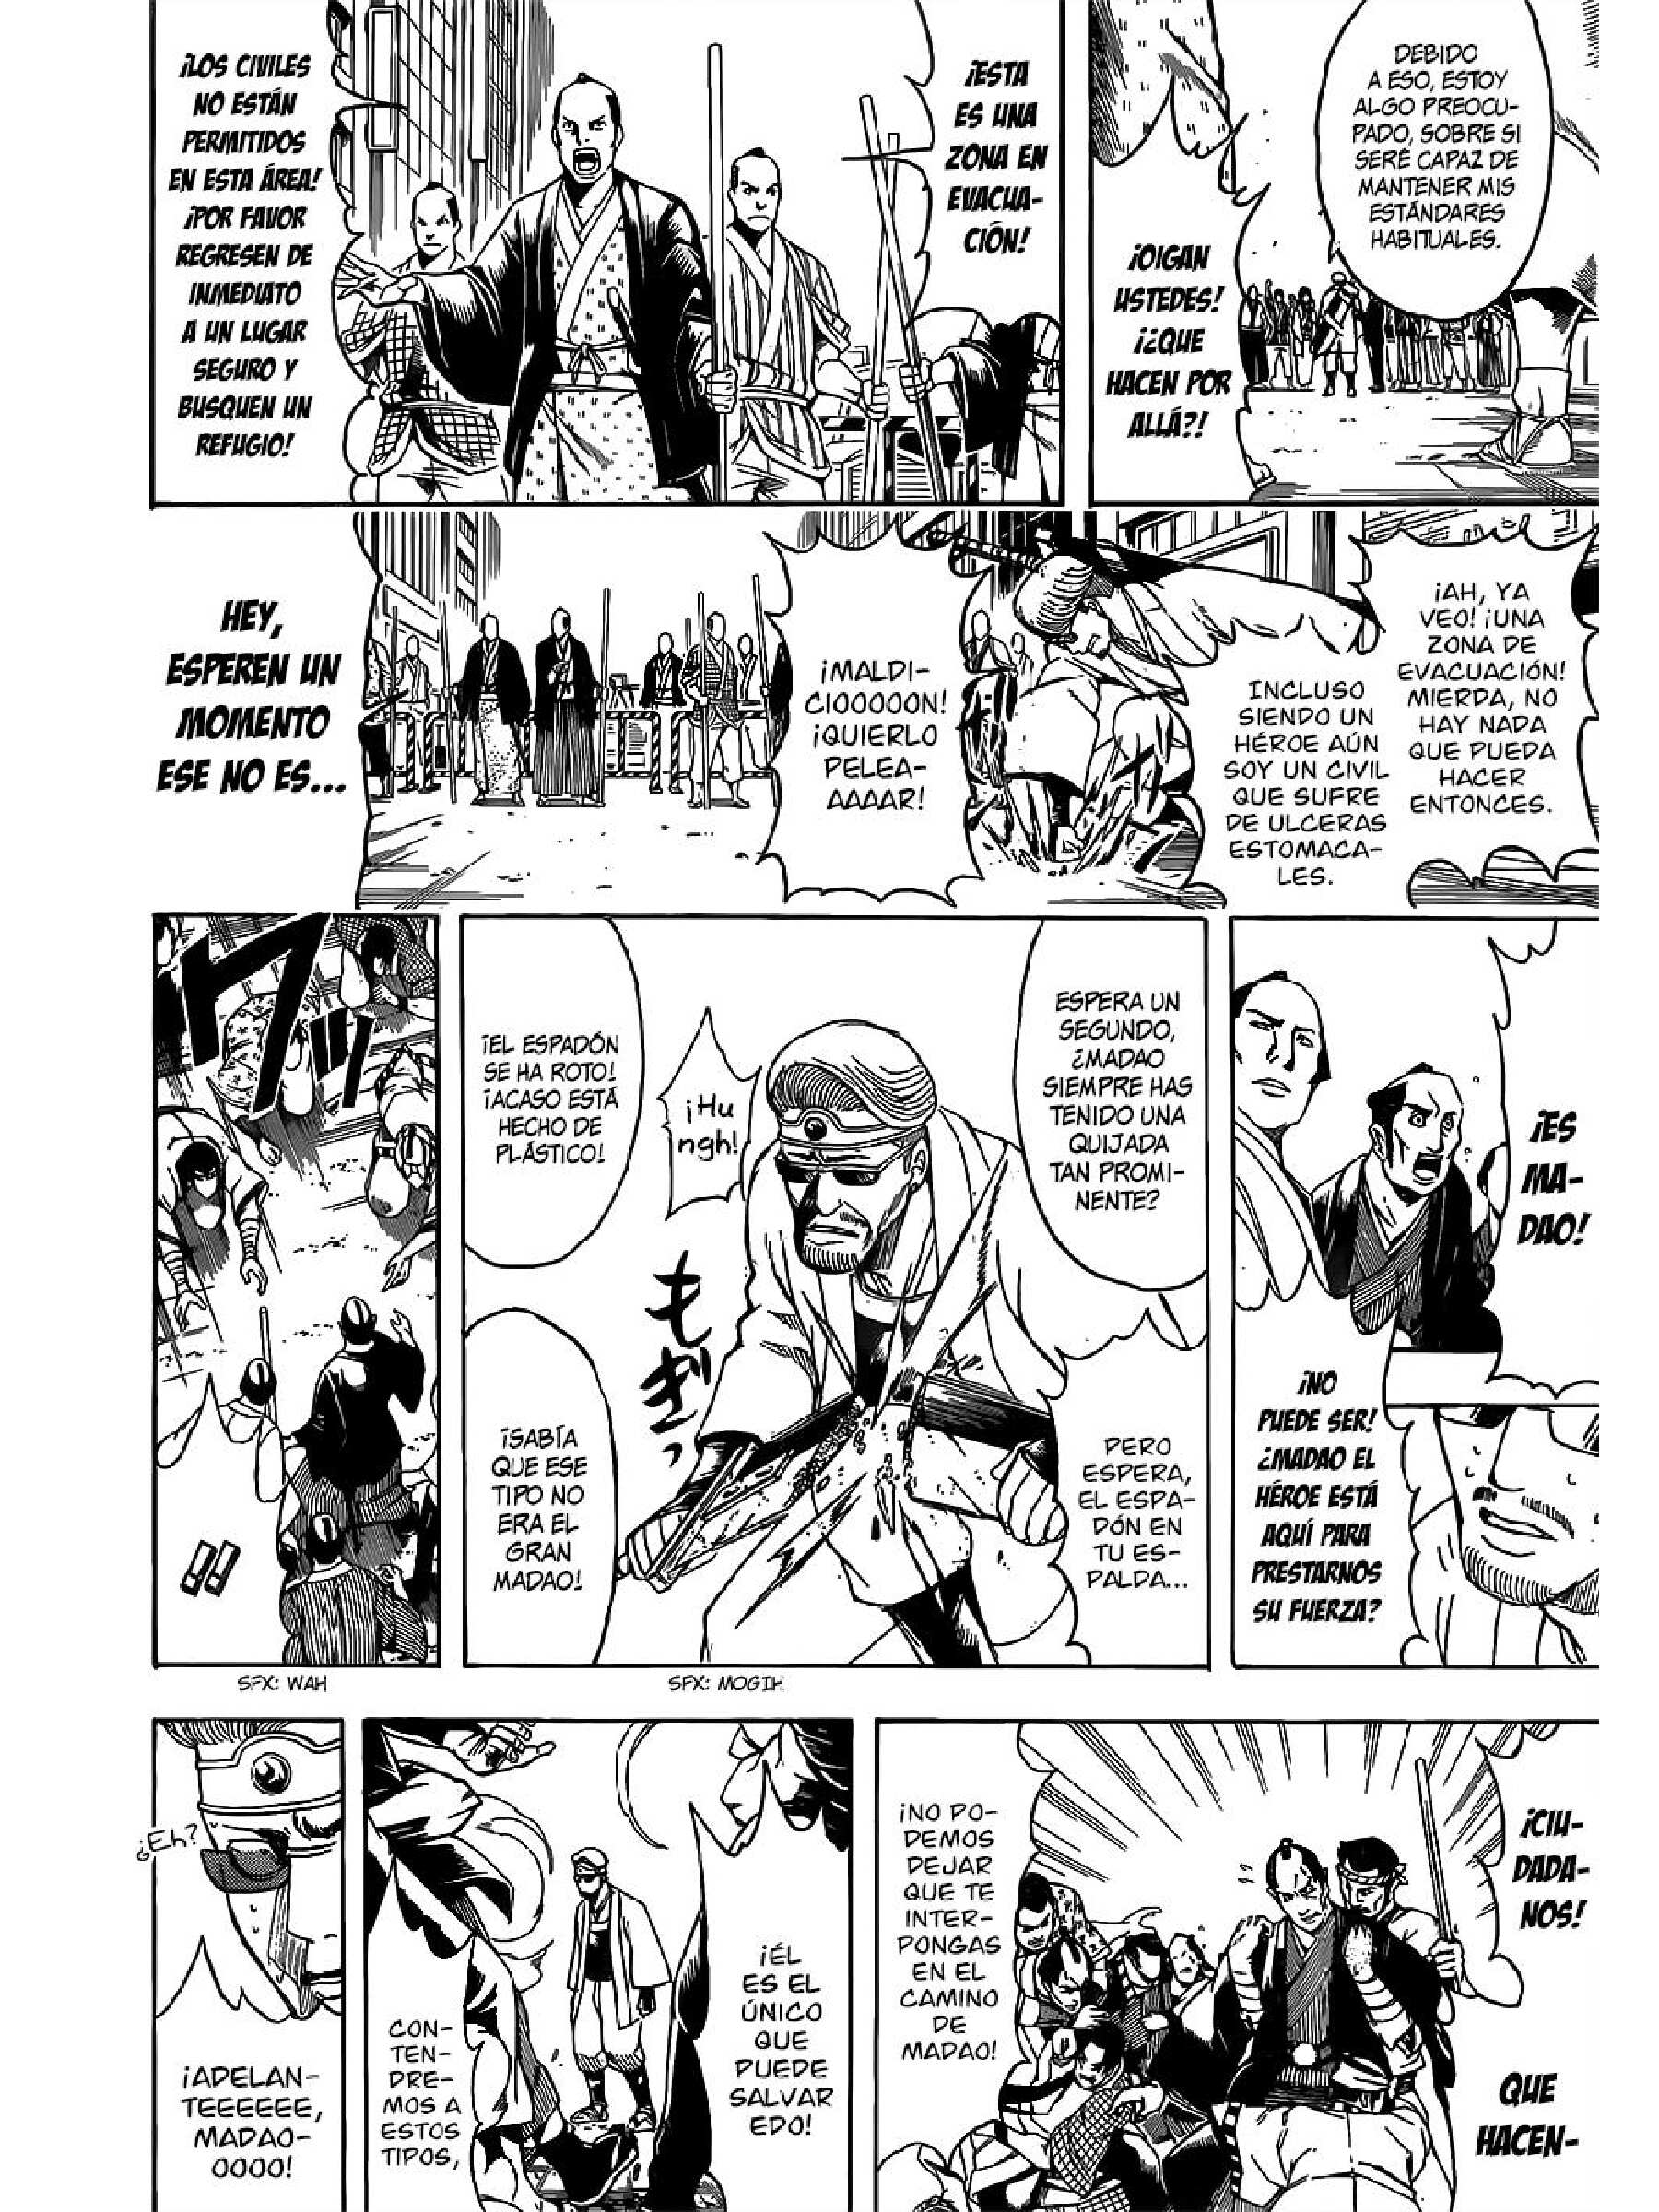 DEBIDO
A ESO, ESTOY
ALGO PREOCU-
PADO, SOBRE SI
SERÉ CAPAZ DE
MANTENER MIS
ESTÁNDARES
HABITUALES.
¡OIGAN
USTEDES!
¡¿QUE
HACEN POR
ALLÁ?!
¡ESTA
ES UNA
ZONA EN
EVACUA-
CIÓN!
¡LOS CIVILES
NO ESTÁN
PERMITIDOS
EN ESTA ÁREA!
¡POR FAVOR
REGRESEN DE
INMEDIATO
A UN LUGAR
SEGURO Y
BUSQUEN UN
REFUGIO!
¡AH, YA
VEO! ¡UNA
ZONA DE
EVACUACIÓN!
MIERDA, NO
HAY NADA
QUE PUEDA
HACER
ENTONCES.
INCLUSO
SIENDO UN
HÉROE AÚN
SOY UN CIVIL
QUE SUFRE
DE ULCERAS
ESTOMACA-
LES.
¡MALDI-
CIOOOOON!
¡QUIERLO
PELEA-
AAAAR!
HEY,
ESPEREN UN
MOMENTO
ESE NO ES...
¡ES
MA-
DAO!
¡NO
PUEDE SER!
¿MADAO EL
HÉROE ESTÁ
AQUÍ PARA
PRESTARNOS
SU FUERZA?
ESPERA UN
SEGUNDO,
¿MADAO
SIEMPRE HAS
TENIDO UNA
QUIJADA
TAN PROMI-
NENTE?
PERO
ESPERA,
EL ESPA-
DÓN EN
TU ES-
PALDA...
¡Hu
ngh!
もぎっ
¡EL ESPADÓN
SE HA ROTO!
¡ACASO ESTÁ
HECHO DE
PLÁSTICO!
¡SABÍA
QUE ESE
TIPO NO
ERA EL
GRAN
MADAO!
SFX: MOGIH
!!
SFX: WAH
¡CIU-
DADA-
NOS!
QUE
HACEN-
¡NO PO-
DEMOS
DEJAR
QUE TE
INTER-
PONGAS
EN EL
CAMINO
DE
MADAO!
¡ÉL
ES EL
ÚNICO
QUE
PUEDE
SALVAR
EDO!
CON-
TEN-
DRE-
MOS A
ESTOS
TIPOS,
¿Eh?
¡ADELAN-
TEEEEEE,
MADAO-
OOOO!